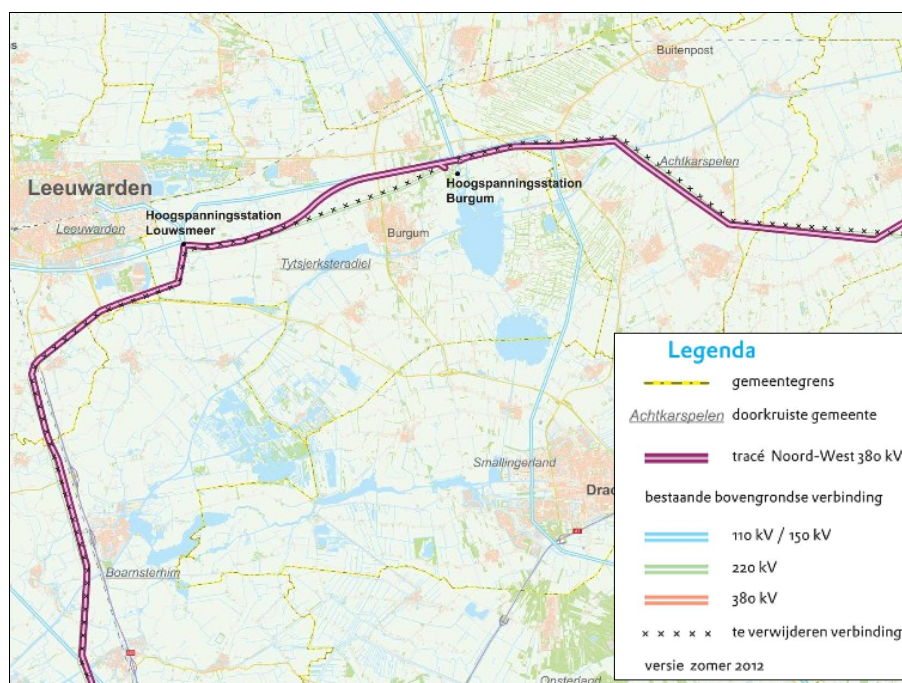 s
Buitenpost
Leeuwarden
Hoogspanningsstation
Burgum
Achtkarspelen
Hoogspanningsstation
Louwsmeer
Leeuwarden
Burgum
Tytsjerksteradiel
Smallingerland
Drac
Boarnsterhim
Opsterland
Legenda
gemeentegrens
Achtkarspelen doorkruiste gemeente
tracé Noord-West 380 kV
bestaande bovengrondse verbinding
110 kV / 150 kV
220 kV
380 kV
te verwijderen verbinding
versie zomer 2012